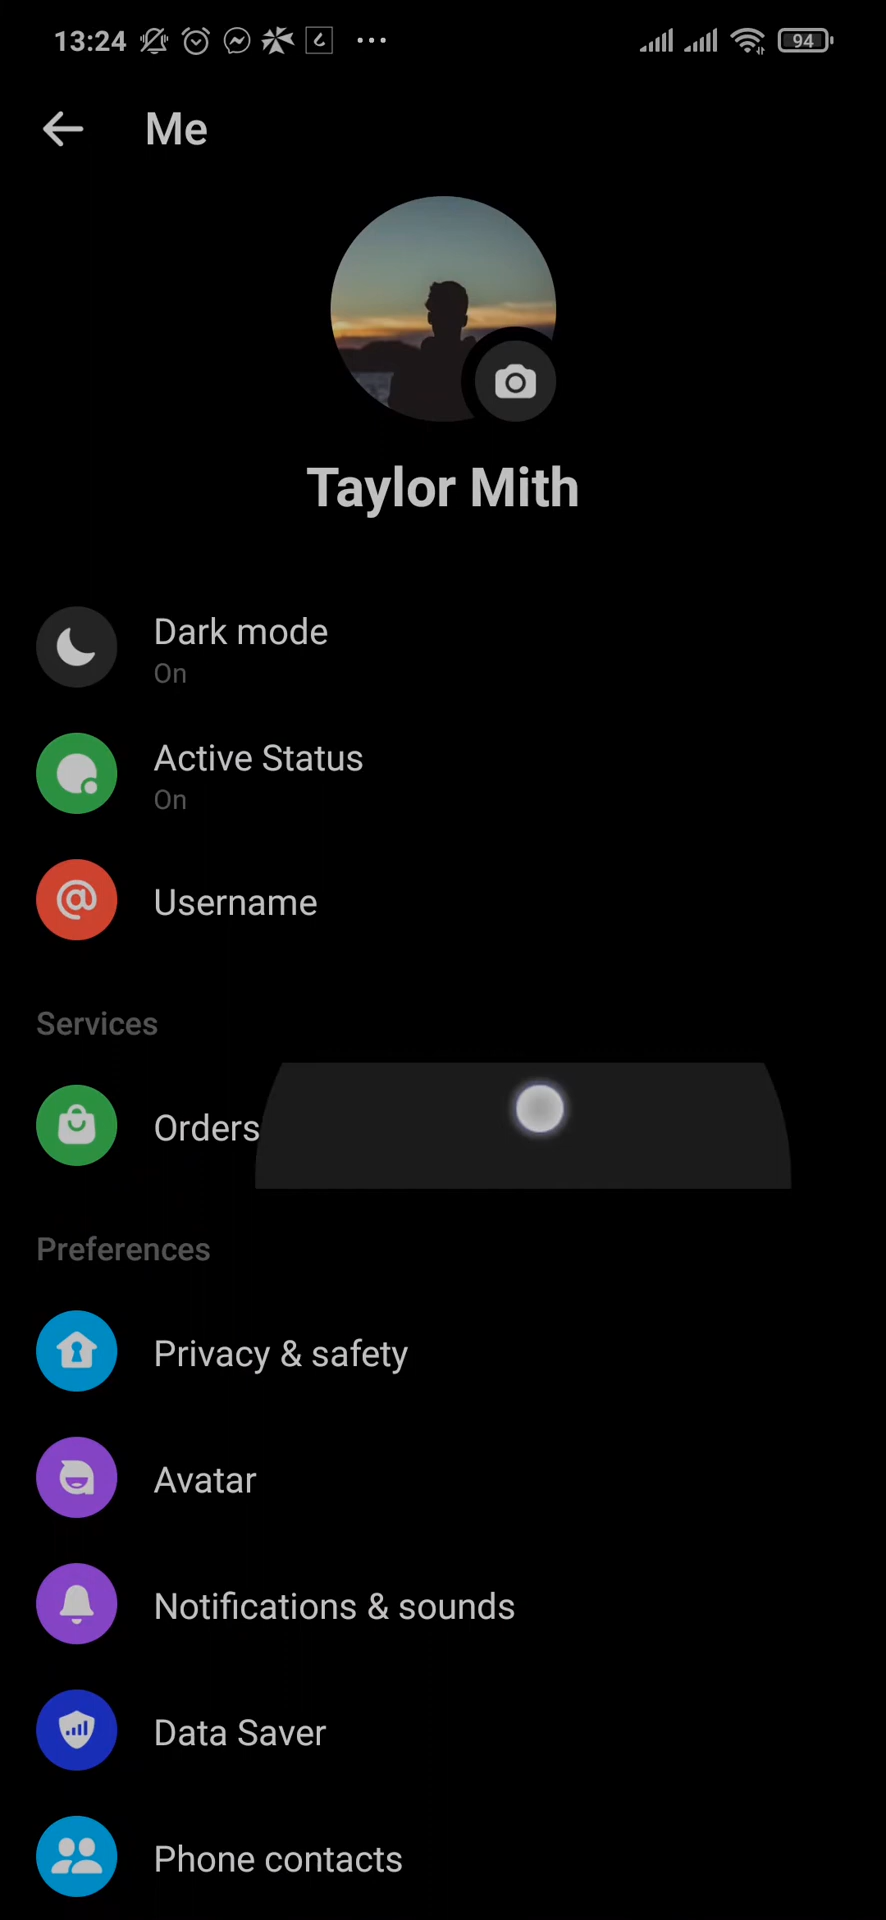 13:24
94
Me
Taylor Mith
Dark mode
On
Active Status
On
Username
Services
Orders
Preferences
Privacy & safety
Avatar
Notifications & sounds
Data Saver
Phone contacts